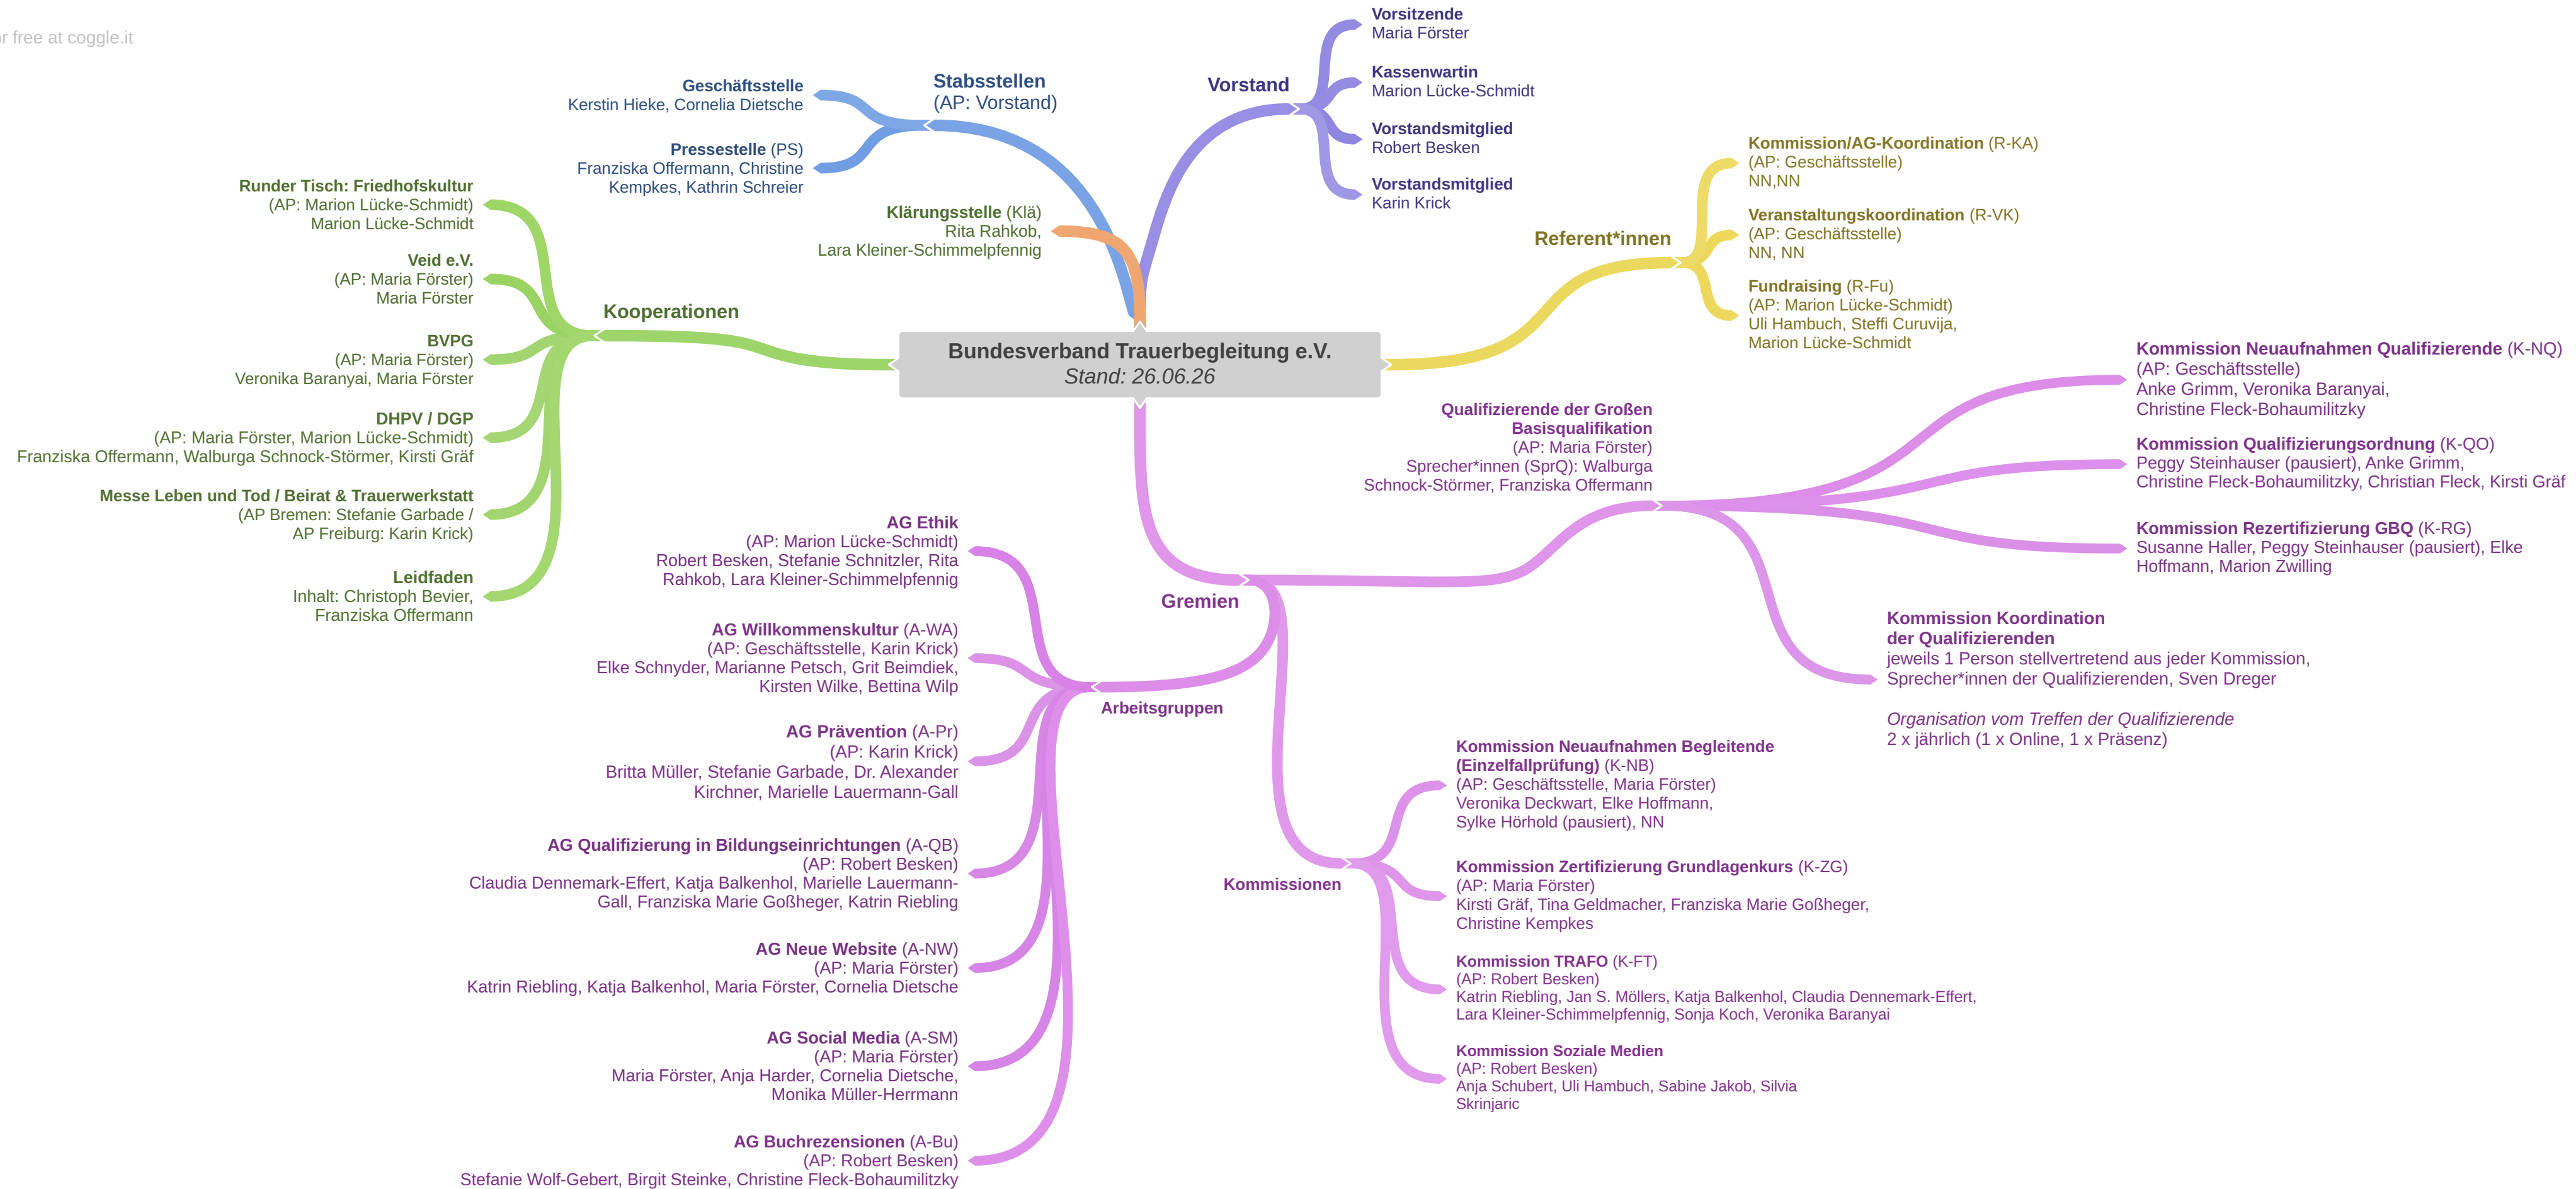 or free at coggle.it
Vorsitzende
Maria Förster
Kassenwartin
Marion Lücke-Schmidt
Vorstandsmitglied
Robert Besken
Vorstandsmitglied
Karin Krick
Vorstand
Stabsstellen
(AP: Vorstand)
Geschäftsstelle
Kerstin Hieke, Cornelia Dietsche
Pressestelle (PS)
Franziska Offermann, Christine
Kempkes, Kathrin Schreier
Klärungsstelle (Klä)
Rita Rahkob,
Lara Kleiner-Schimmelpfennig
Referent*innen
Kommission/AG-Koordination (R-KA)
(AP: Geschäftsstelle)
NN,NN
Veranstaltungskoordination (R-VK)
(AP: Geschäftsstelle)
NN, NN
Fundraising (R-Fu)
(AP: Marion Lücke-Schmidt)
Uli Hambuch, Steffi Curuvija,
Marion Lücke-Schmidt
Kooperationen
Runder Tisch: Friedhofskultur
(AP: Marion Lücke-Schmidt)
Marion Lücke-Schmidt
Veid e.V.
(AP: Maria Förster)
Maria Förster
BVPG
(AP: Maria Förster)
Veronika Baranyai, Maria Förster
DHPV / DGP
(AP: Maria Förster, Marion Lücke-Schmidt)
Franziska Offermann, Walburga Schnock-Störmer, Kirsti Gräf
Messe Leben und Tod / Beirat & Trauerwerkstatt
(AP Bremen: Stefanie Garbade /
AP Freiburg: Karin Krick)
Leidfaden
Inhalt: Christoph Bevier,
Franziska Offermann
Bundesverband Trauerbegleitung e.V.
Stand: 26.06.26
Gremien
Qualifizierende der Großen
Basisqualifikation
(AP: Maria Förster)
Sprecher*innen (SprQ): Walburga
Schnock-Störmer, Franziska Offermann
Kommission Neuaufnahmen Qualifizierende (K-NQ)
(AP: Geschäftsstelle)
Anke Grimm, Veronika Baranyai,
Christine Fleck-Bohaumilitzky
Kommission Qualifizierungsordnung (K-QO)
Peggy Steinhauser (pausiert), Anke Grimm,
Christine Fleck-Bohaumilitzky, Christian Fleck, Kirsti Gräf
Kommission Rezertifizierung GBQ (K-RG)
Susanne Haller, Peggy Steinhauser (pausiert), Elke
Hoffmann, Marion Zwilling
Kommission Koordination
der Qualifizierenden
jeweils 1 Person stellvertretend aus jeder Kommission,
Sprecher*innen der Qualifizierenden, Sven Dreger
Organisation vom Treffen der Qualifizierende
2 x jährlich (1 x Online, 1 x Präsenz)
Arbeitsgruppen
AG Ethik
(AP: Marion Lücke-Schmidt)
Robert Besken, Stefanie Schnitzler, Rita
Rahkob, Lara Kleiner-Schimmelpfennig
AG Willkommenskultur (A-WA)
(AP: Geschäftsstelle, Karin Krick)
Elke Schnyder, Marianne Petsch, Grit Beimdiek,
Kirsten Wilke, Bettina Wilp
AG Prävention (A-Pr)
(AP: Karin Krick)
Britta Müller, Stefanie Garbade, Dr. Alexander
Kirchner, Marielle Lauermann-Gall
AG Qualifizierung in Bildungseinrichtungen (A-QB)
(AP: Robert Besken)
Claudia Dennemark-Effert, Katja Balkenhol, Marielle Lauermann-
Gall, Franziska Marie Goßheger, Katrin Riebling
AG Neue Website (A-NW)
(AP: Maria Förster)
Katrin Riebling, Katja Balkenhol, Maria Förster, Cornelia Dietsche
AG Social Media (A-SM)
(AP: Maria Förster)
Maria Förster, Anja Harder, Cornelia Dietsche,
Monika Müller-Herrmann
AG Buchrezensionen (A-Bu)
(AP: Robert Besken)
Stefanie Wolf-Gebert, Birgit Steinke, Christine Fleck-Bohaumilitzky
Kommissionen
Kommission Neuaufnahmen Begleitende
(Einzelfallprüfung) (K-NB)
(AP: Geschäftsstelle, Maria Förster)
Veronika Deckwart, Elke Hoffmann,
Sylke Hörhold (pausiert), NN
Kommission Zertifizierung Grundlagenkurs (K-ZG)
(AP: Maria Förster)
Kirsti Gräf, Tina Geldmacher, Franziska Marie Goßheger,
Christine Kempkes
Kommission TRAFO (K-FT)
(AP: Robert Besken)
Katrin Riebling, Jan S. Möllers, Katja Balkenhol, Claudia Dennemark-Effert,
Lara Kleiner-Schimmelpfennig, Sonja Koch, Veronika Baranyai
Kommission Soziale Medien
(AP: Robert Besken)
Anja Schubert, Uli Hambuch, Sabine Jakob, Silvia
Skrinjaric